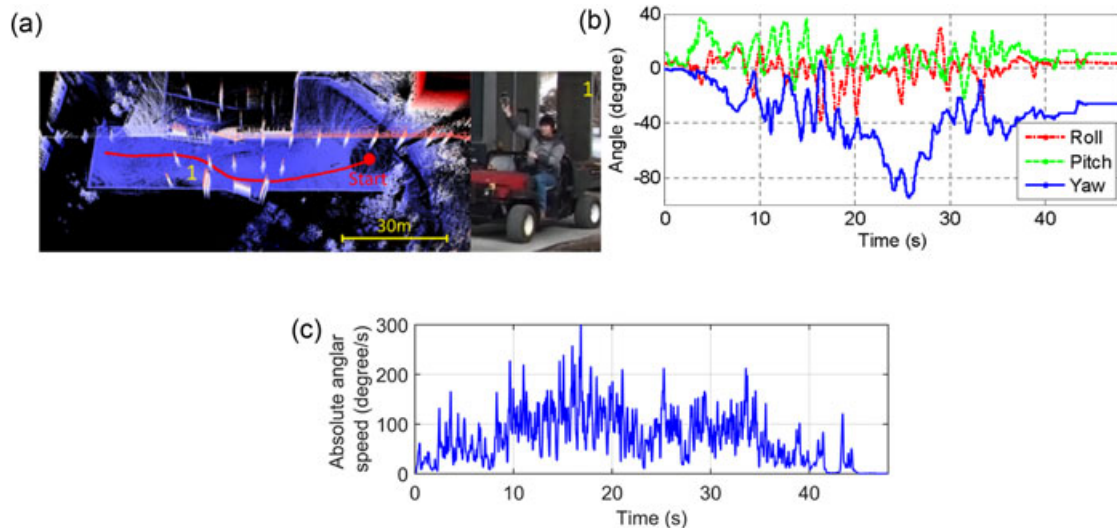 (a)
1
Start
30m
1
(b)
40
0
-40
-80
Angle (degree)
0 10 20 30 40
Time (s)
Roll
Pitch
Yaw
(c)
300
200
100
0
Absolute anglar
speed (degree/s)
0 10 20 30 40
Time (s)